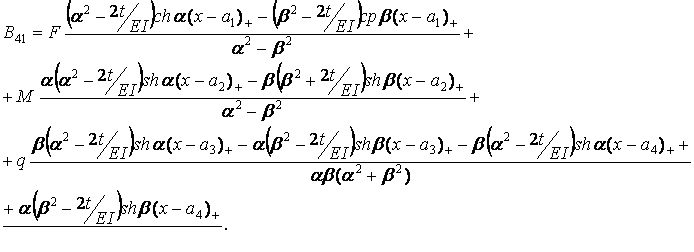 B₄₁ = F ((α² − 2t/EI)ch α(x − a₁)₊ − (β² − 2t/EI)cp β(x − a₁)₊) / (α² − β²) +
+ M (α(α² − 2t/EI)sh α(x − a₂)₊ − β(β² + 2t/EI)sh β(x − a₂)₊) / (α² − β²) +
+ q (β(α² − 2t/EI)sh α(x − a₃)₊ − α(β² − 2t/EI)sh β(x − a₃)₊ − β(α² − 2t/EI)sh α(x − a₄)₊ + / αβ(α² + β²)
+ α(β² − 2t/EI)sh β(x − a₄)₊ .